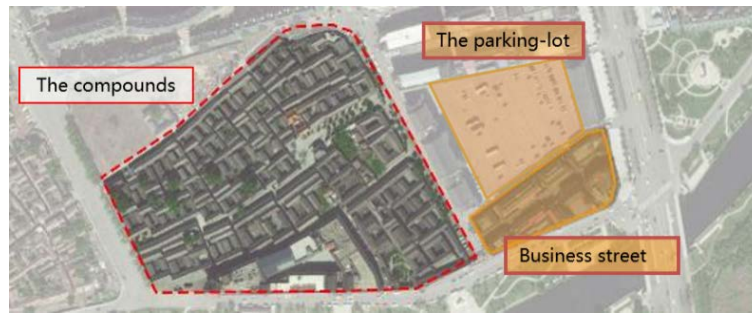 The parking-lot
The compounds
Business street